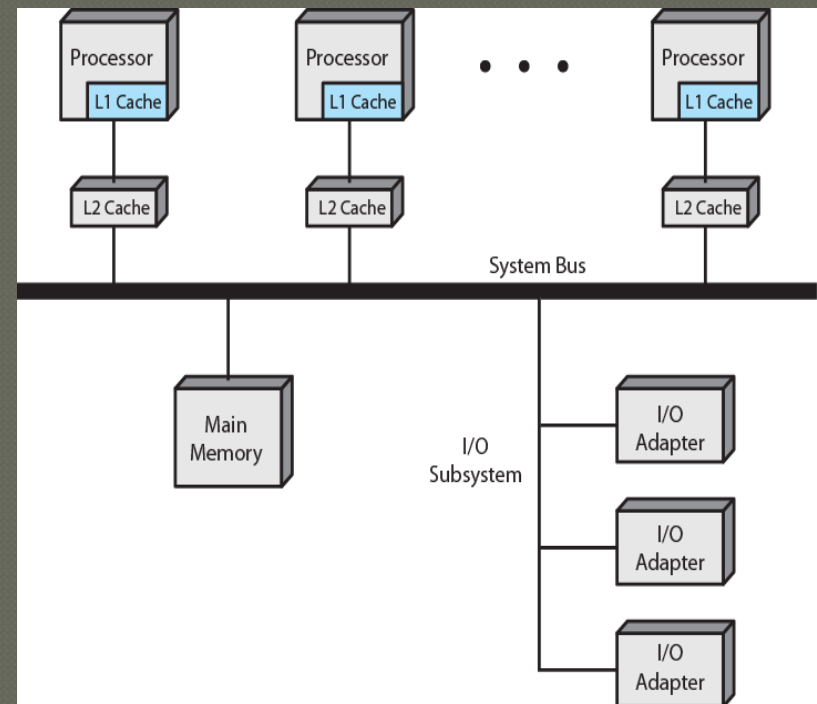 Processor
L1 Cache
Processor
L1 Cache
Processor
L1 Cache
L2 Cache
L2 Cache
L2 Cache
System Bus
Main
Memory
I/O
Subsystem
I/O
Adapter
I/O
Adapter
I/O
Adapter